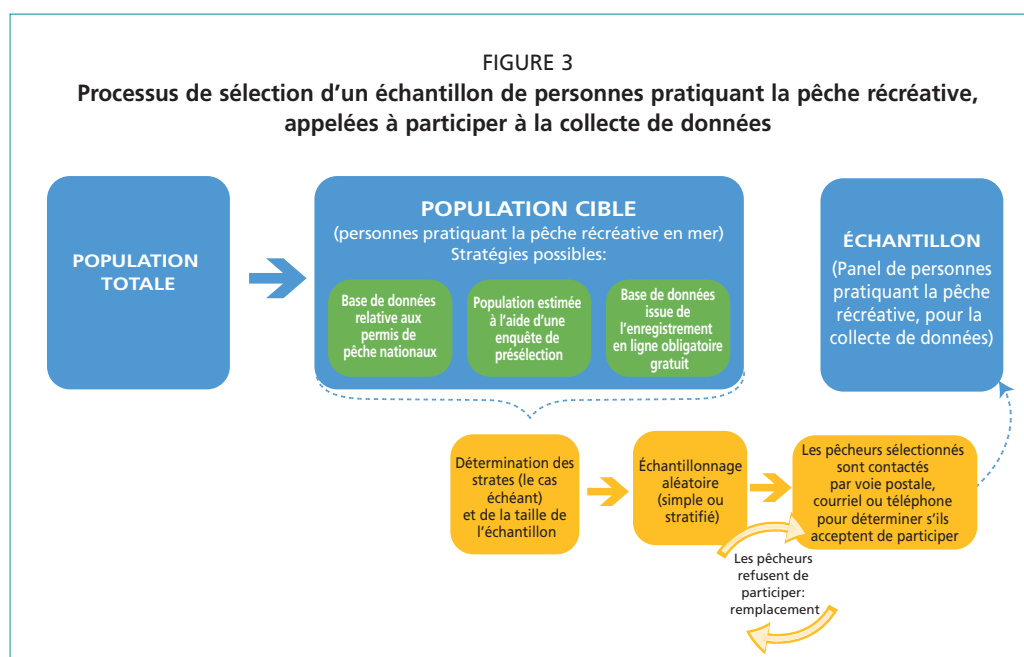 FIGURE 3
Processus de sélection d’un échantillon de personnes pratiquant la pêche récréative,
appelées à participer à la collecte de données
POPULATION
TOTALE
POPULATION CIBLE
(personnes pratiquant la pêche récréative en mer)
Stratégies possibles:
Base de données
relative aux
permis de
pêche nationaux
Population estimée
à l’aide d’une
enquête de
présélection
Base de données
issue de
l’enregistrement
en ligne obligatoire
gratuit
ÉCHANTILLON
(Panel de personnes
pratiquant la pêche
récréative, pour la
collecte de données)
Détermination des
strates (le cas
échéant)
et de la taille de
l’échantillon
Échantillonnage
aléatoire
(simple ou
stratifié)
Les pêcheurs sélectionnés
sont contactés
par voie postale,
courriel ou téléphone
pour déterminer s’ils
acceptent de participer
Les pêcheurs
refusent de
participer:
remplacement